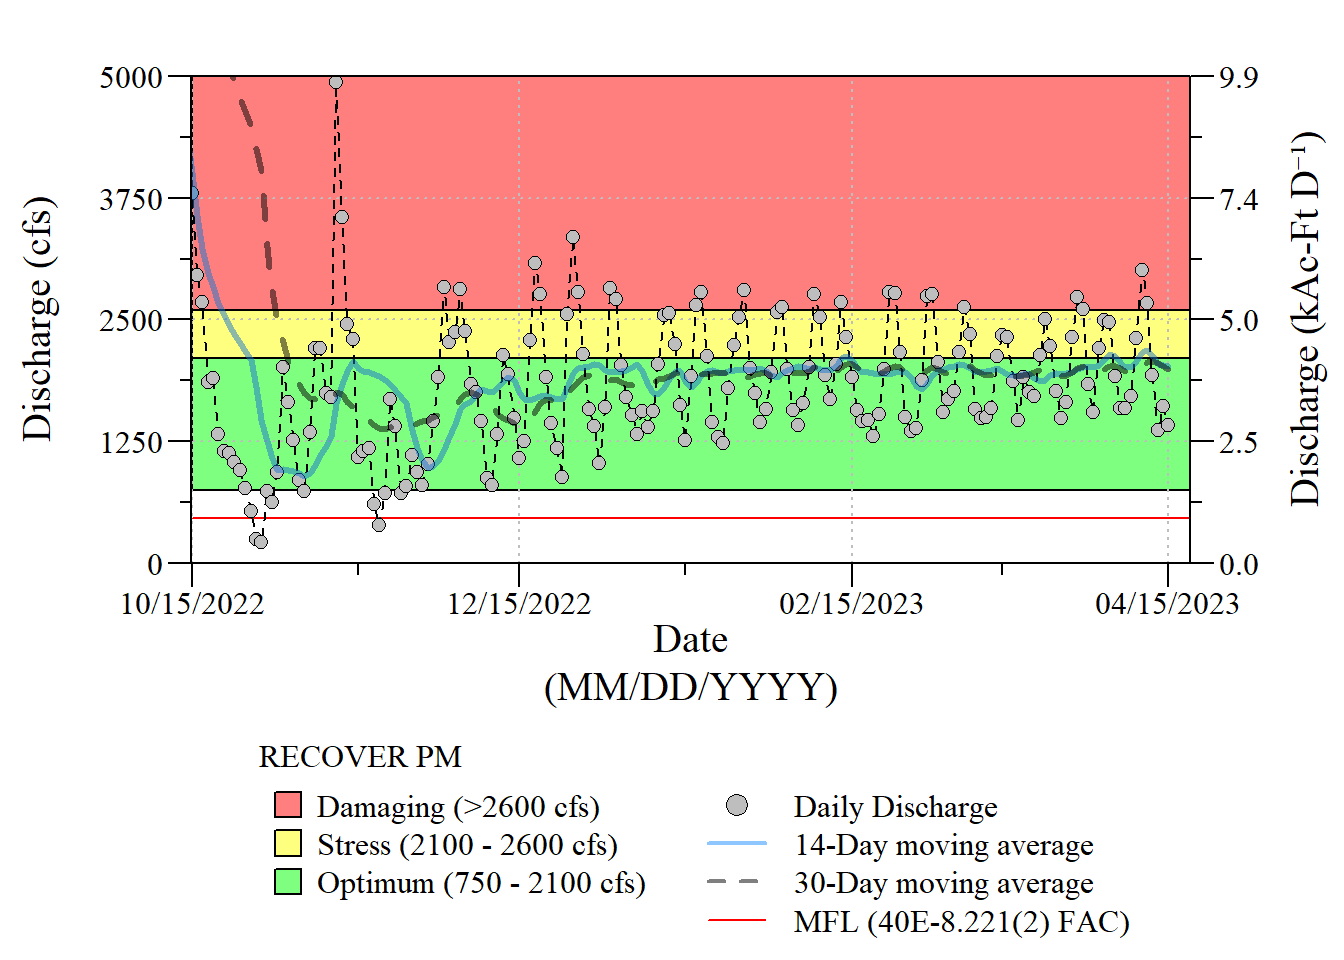 5000
3750
2500
1250
0
Discharge (cfs)
9.9
7.4
5.0
2.5
0.0
Discharge (kAc-Ft D⁻¹)
10/15/2022 12/15/2022 02/15/2023 04/15/2023
Date
(MM/DD/YYYY)
RECOVER PM
Damaging (>2600 cfs)
Stress (2100 - 2600 cfs)
Optimum (750 - 2100 cfs)
Daily Discharge
14-Day moving average
30-Day moving average
MFL (40E-8.221(2) FAC)